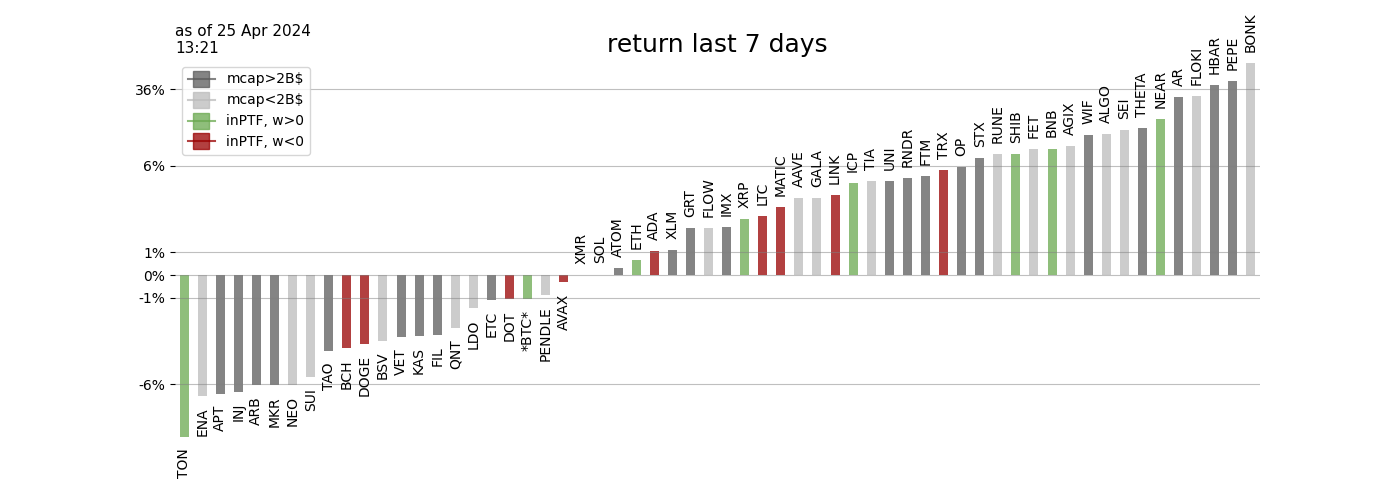 as of 25 Apr 2024
13:21
return last 7 days
mcap>2B$
mcap<2B$
inPTF, w>0
inPTF, w<0
36%
6%
1%
0%
-1%
-6%
TON
ENA
APT
INJ
ARB
MKR
NEO
SUI
TAO
BCH
DOGE
BSV
VET
KAS
FIL
QNT
LDO
ETC
DOT
*BTC*
PENDLE
AVAX
XMR
SOL
ATOM
ETH
ADA
XLM
GRT
FLOW
IMX
XRP
LTC
MATIC
AAVE
GALA
LINK
ICP
TIA
UNI
RNDR
FTM
TRX
OP
STX
RUNE
SHIB
FET
BNB
AGIX
WIF
ALGO
SEI
THETA
NEAR
AR
FLOKI
HBAR
PEPE
BONK